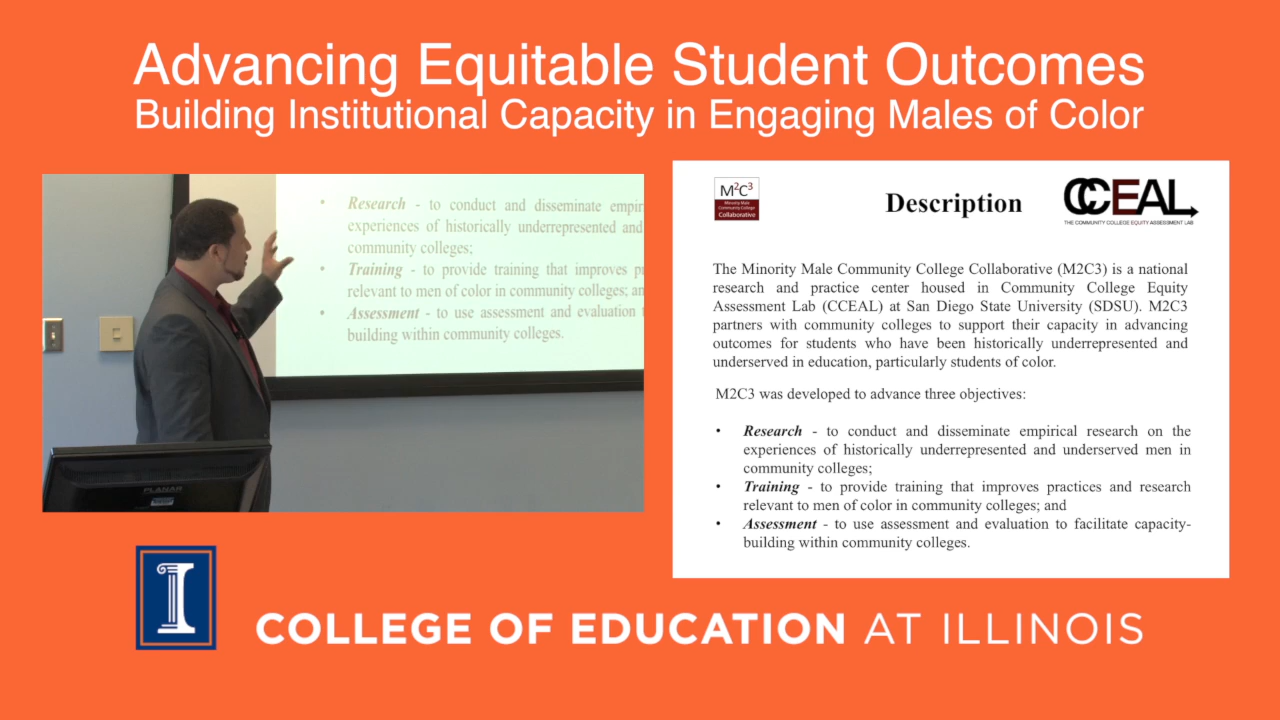 Advancing Equitable Student Outcomes
Building Institutional Capacity in Engaging Males of Color
• Research - to conduct and disseminate empir
experiences of historically underrepresented and
community colleges;
• Training - to provide training that improves p
relevant to men of color in community colleges; an
• Assessment - to use assessment and evaluation
building within community colleges.
PLANAR
M2C3
Minority Male
Community College
Collaborative
Description
CCEAL
THE COMMUNITY COLLEGE EQUITY ASSESSMENT LAB
The Minority Male Community College Collaborative (M2C3) is a national
research and practice center housed in Community College Equity
Assessment Lab (CCEAL) at San Diego State University (SDSU). M2C3
partners with community colleges to support their capacity in advancing
outcomes for students who have been historically underrepresented and
underserved in education, particularly students of color.
M2C3 was developed to advance three objectives:
• Research - to conduct and disseminate empirical research on the
experiences of historically underrepresented and underserved men in
community colleges;
• Training - to provide training that improves practices and research
relevant to men of color in community colleges; and
• Assessment - to use assessment and evaluation to facilitate capacity-
building within community colleges.
I
COLLEGE OF EDUCATION AT ILLINOIS